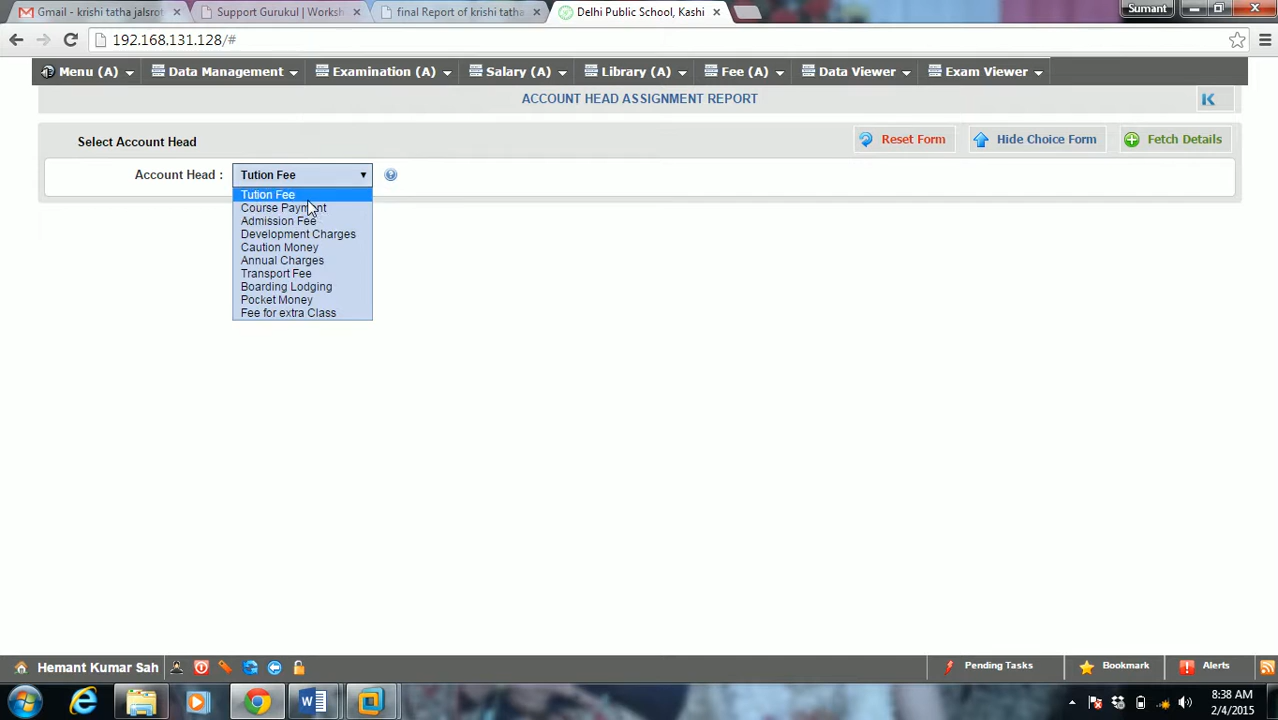 Gmail - krishi tatha jalsrot × Support Gurukul | Worksh × final Report of krishi tatha × Delhi Public School, Kashi × Sumant
192.168.131.128/#
Menu (A) Data Management Examination (A) Salary (A) Library (A) Fee (A) Data Viewer Exam Viewer
ACCOUNT HEAD ASSIGNMENT REPORT
Select Account Head Reset Form Hide Choice Form Fetch Details
Account Head : Tution Fee
Tution Fee
Course Payment
Admission Fee
Development Charges
Caution Money
Annual Charges
Transport Fee
Boarding Lodging
Pocket Money
Fee for extra Class
Hemant Kumar Sah Pending Tasks Bookmark Alerts
8:38 AM
2/4/2015